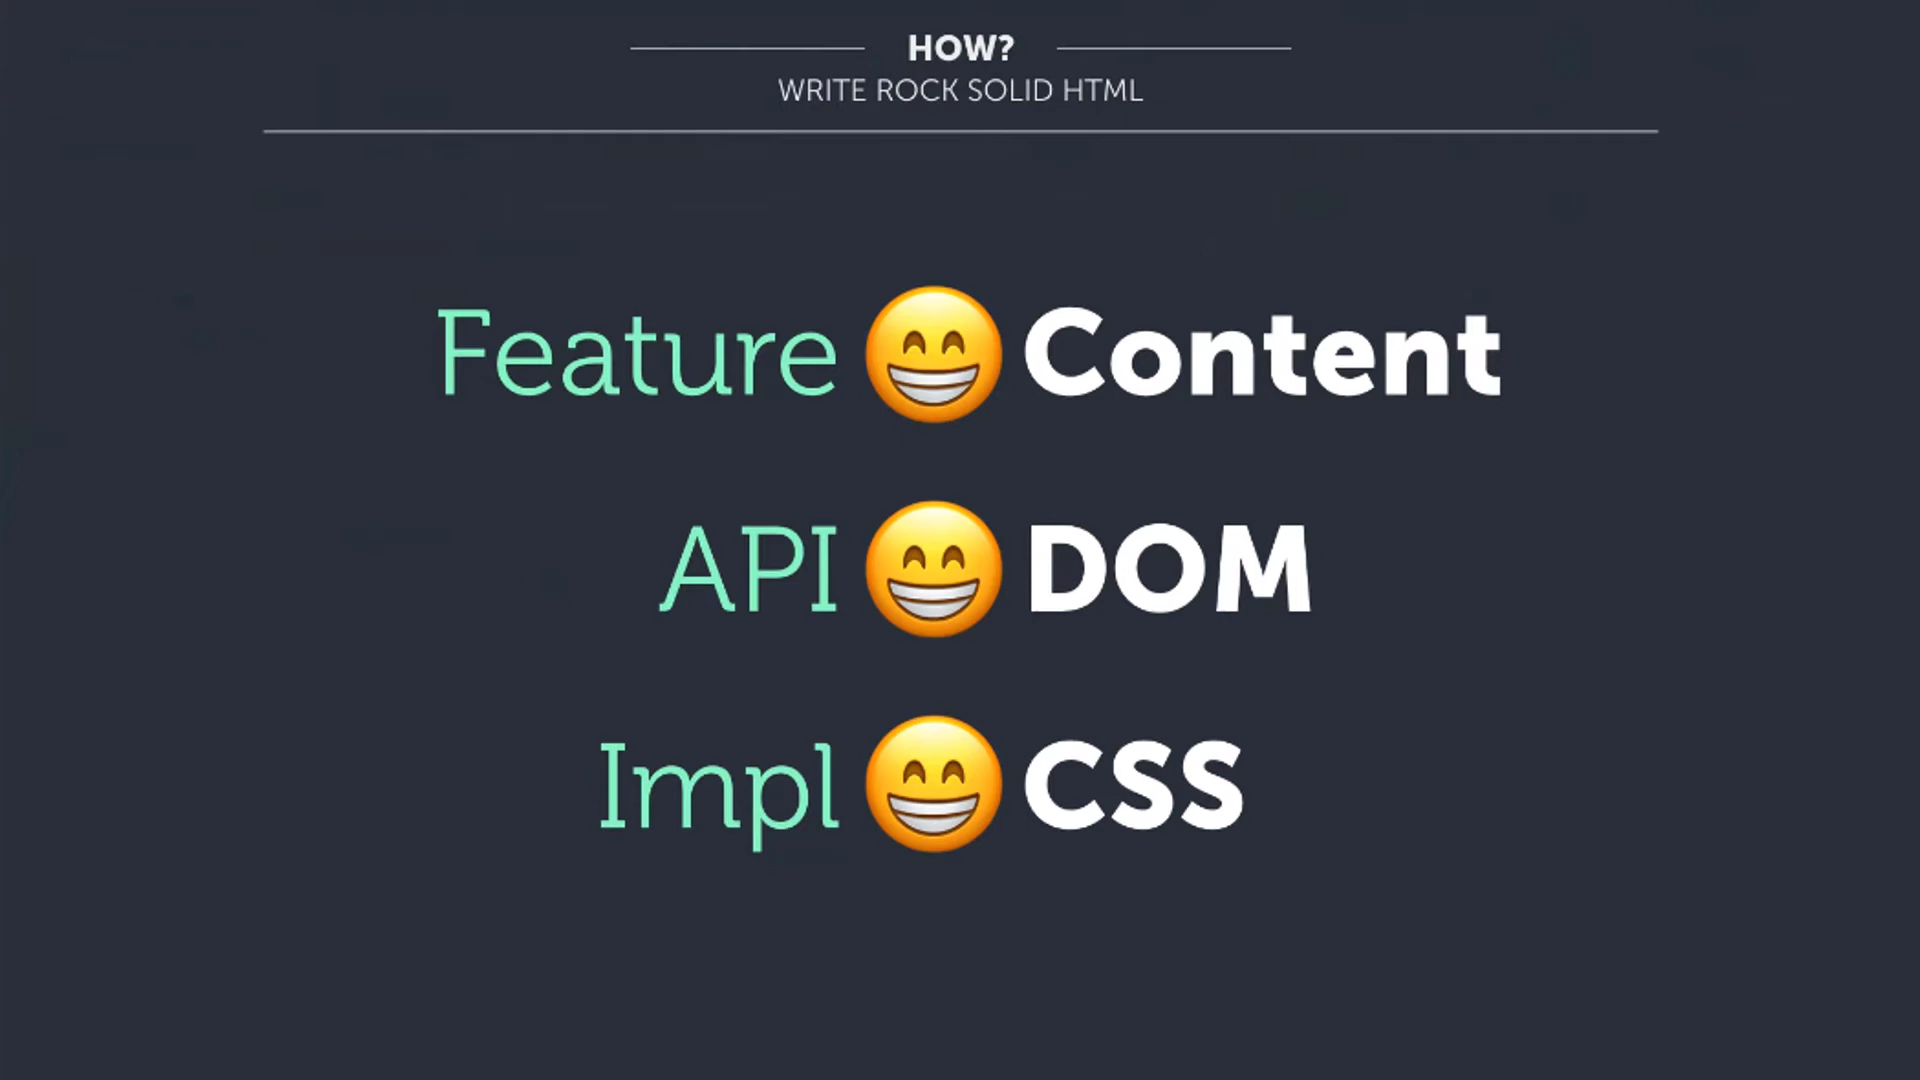 HOW?
WRITE ROCK SOLID HTML
Feature 😁 Content
API 😁 DOM
Impl 😁 CSS